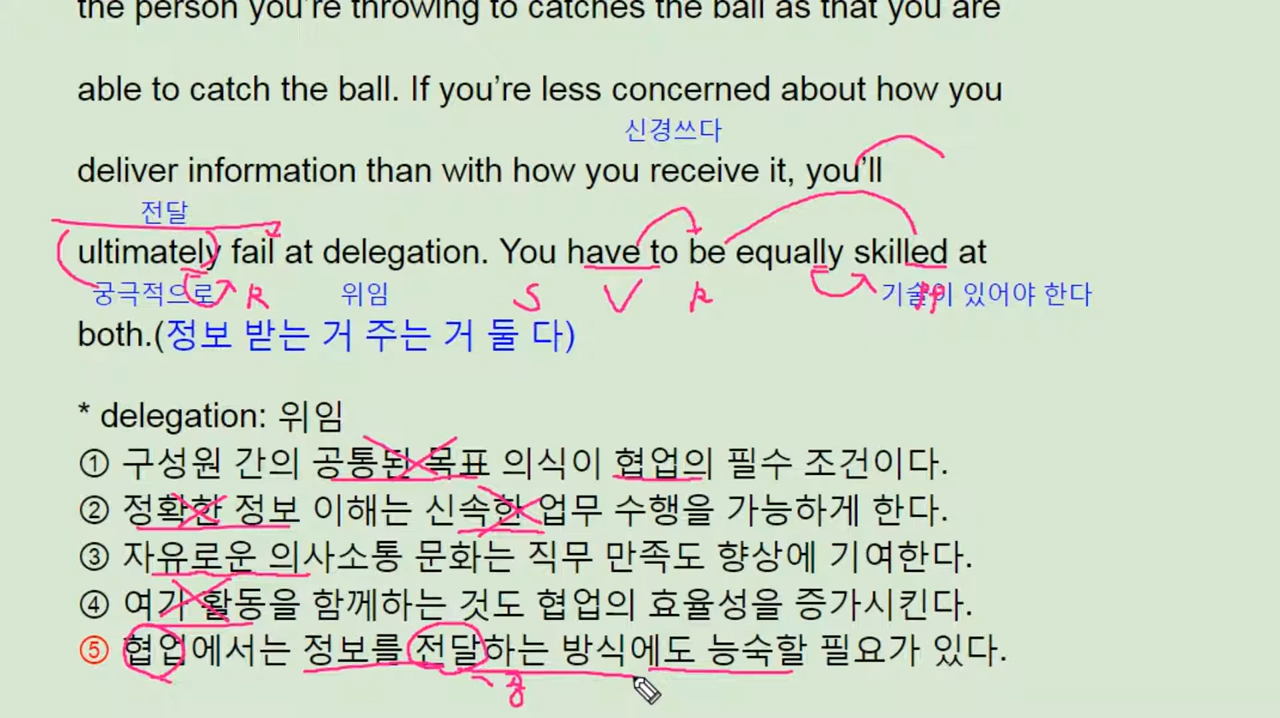 the person you're throwing to catches the ball as that you are
able to catch the ball. If you're less concerned about how you
신경쓰다
deliver information than with how you receive it, you'll
전달
ultimately fail at delegation. You have to be equally skilled at
궁극적으로 R 위임 S V R 기술이 있어야 한다 PP
both.(정보 받는 거 주는 거 둘 다)
* delegation: 위임
① 구성원 간의 공통된 목표 의식이 협업의 필수 조건이다.
② 정확한 정보 이해는 신속한 업무 수행을 가능하게 한다.
③ 자유로운 의사소통 문화는 직무 만족도 향상에 기여한다.
④ 여가 활동을 함께하는 것도 협업의 효율성을 증가시킨다.
⑤ 협업에서는 정보를 전달하는 방식에도 능숙할 필요가 있다.